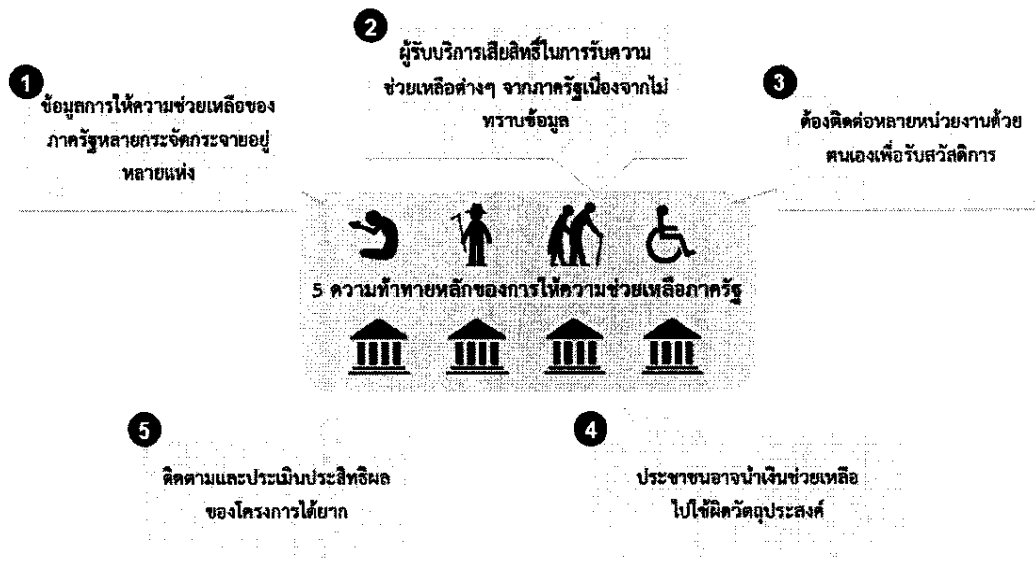 1
ข้อมูลการให้ความช่วยเหลือของ
ภาครัฐหลายกระจัดกระจายอยู่
หลายแห่ง
2
ผู้รับบริการเสียสิทธิ์ในการรับความ
ช่วยเหลือต่างๆ จากภาครัฐเนื่องจากไม่
ทราบข้อมูล
3
ต้องติดต่อหลายหน่วยงานด้วย
ตนเองเพื่อรับสวัสดิการ
5 ความท้าทายหลักของการให้ความช่วยเหลือภาครัฐ
5
ติดตามและประเมินประสิทธิผล
ของโครงการได้ยาก
4
ประชาชนอาจนำเงินช่วยเหลือ
ไปใช้ผิดวัตถุประสงค์